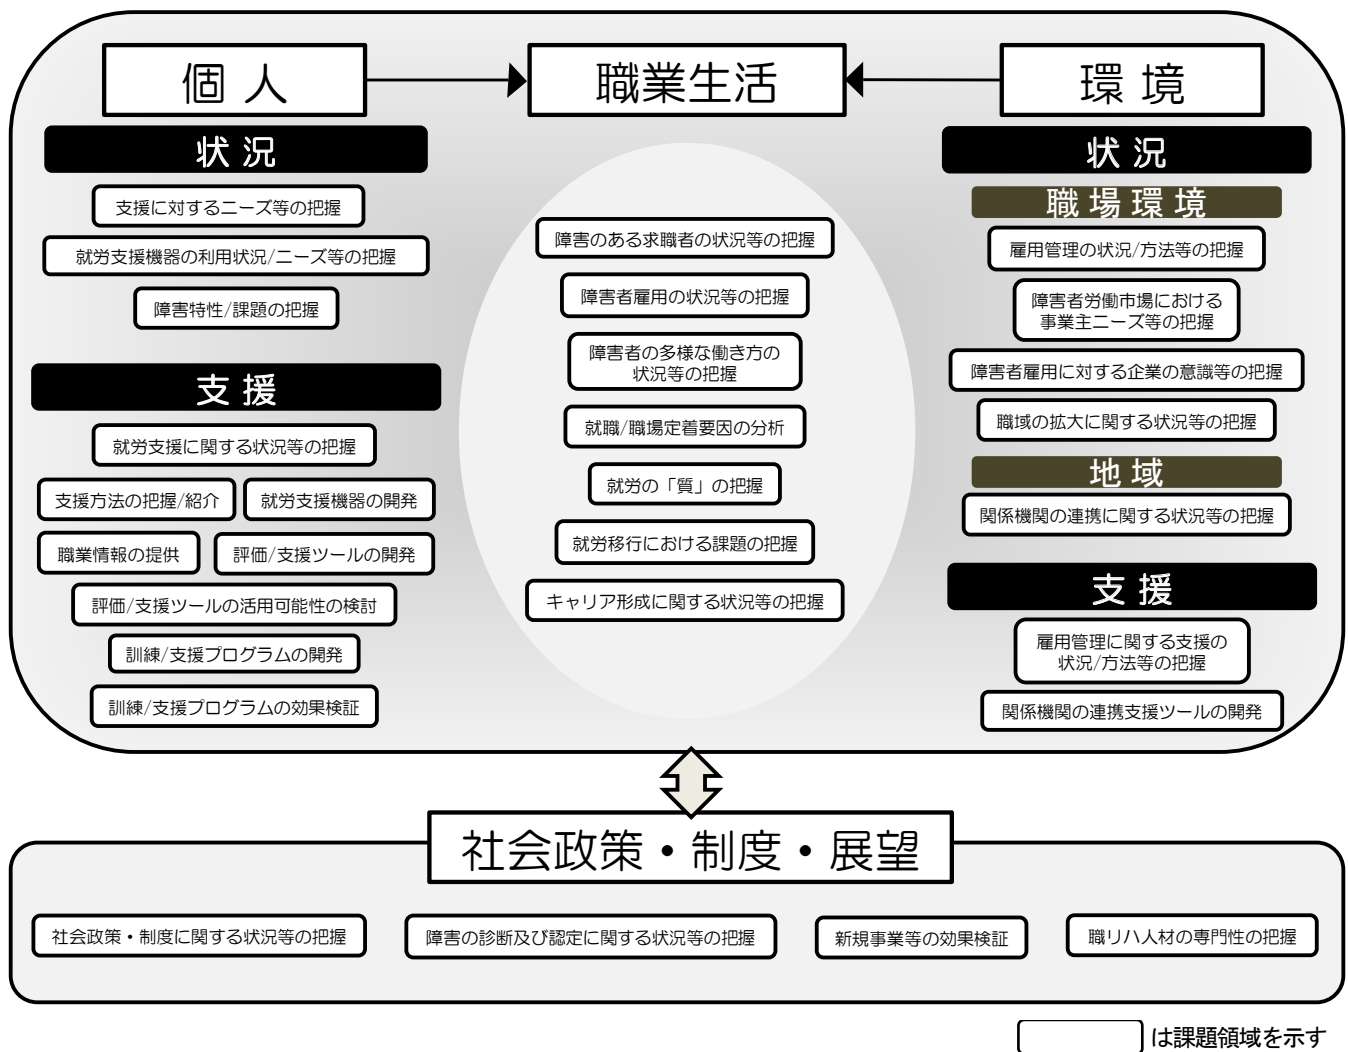 個 人
状 況
支援に対するニーズ等の把握
就労支援機器の利用状況/ニーズ等の把握
障害特性/課題の把握
支 援
就労支援に関する状況等の把握
支援方法の把握/紹介
就労支援機器の開発
職業情報の提供
評価/支援ツールの開発
評価/支援ツールの活用可能性の検討
訓練/支援プログラムの開発
訓練/支援プログラムの効果検証
職業生活
障害のある求職者の状況等の把握
障害者雇用の状況等の把握
障害者の多様な働き方の
状況等の把握
就職/職場定着要因の分析
就労の「質」の把握
就労移行における課題の把握
キャリア形成に関する状況等の把握
環 境
状 況
職 場 環 境
雇用管理の状況/方法等の把握
障害者労働市場における
事業主ニーズ等の把握
障害者雇用に対する企業の意識等の把握
職域の拡大に関する状況等の把握
地 域
関係機関の連携に関する状況等の把握
支 援
雇用管理に関する支援の
状況/方法等の把握
関係機関の連携支援ツールの開発
社会政策・制度・展望
社会政策・制度に関する状況等の把握
障害の診断及び認定に関する状況等の把握
新規事業等の効果検証
職リハ人材の専門性の把握
は課題領域を示す